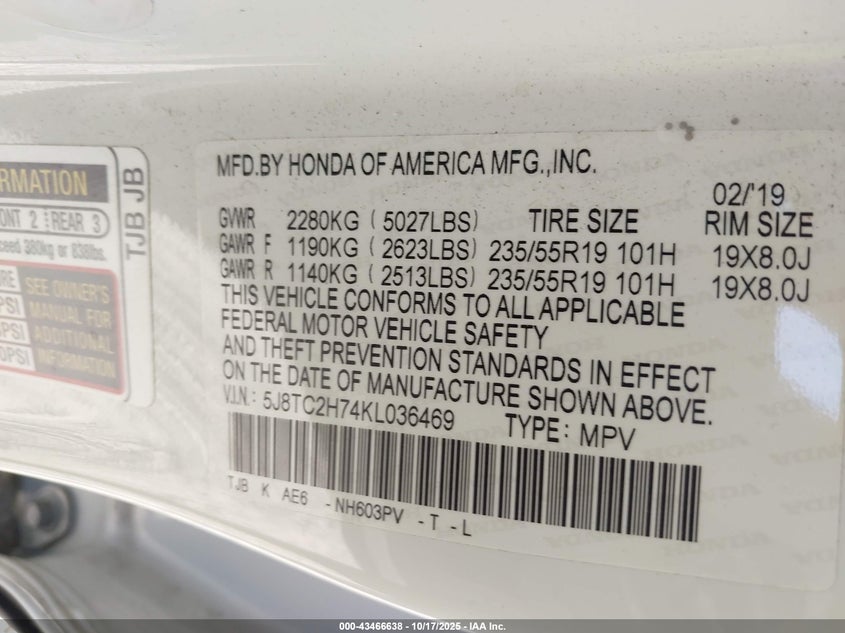 MFD.BY HONDA OF AMERICA MFG.,INC.
02/'19
GVWR 2280KG ( 5027LBS) TIRE SIZE RIM SIZE
GAWR F 1190KG ( 2623LBS) 235/55R19 101H 19X8.0J
GAWR R 1140KG ( 2513LBS) 235/55R19 101H 19X8.0J
THIS VEHICLE CONFORMS TO ALL APPLICABLE
FEDERAL MOTOR VEHICLE SAFETY
AND THEFT PREVENTION STANDARDS IN EFFECT
ON THE DATE OF MANUFACTURE SHOWN ABOVE.
V.I.N.: 5J8TC2H74KL036469 TYPE: MPV
TJB K AE6 -NH603PV -T -L
RMATION
ONT 2 REAR 3
ceed 380kg or 838lbs.
SEE OWNER'S
MANUAL FOR
ADDITIONAL
INFORMATION
TJB JB
000-43466638 - 10/17/2025 - IAA Inc.